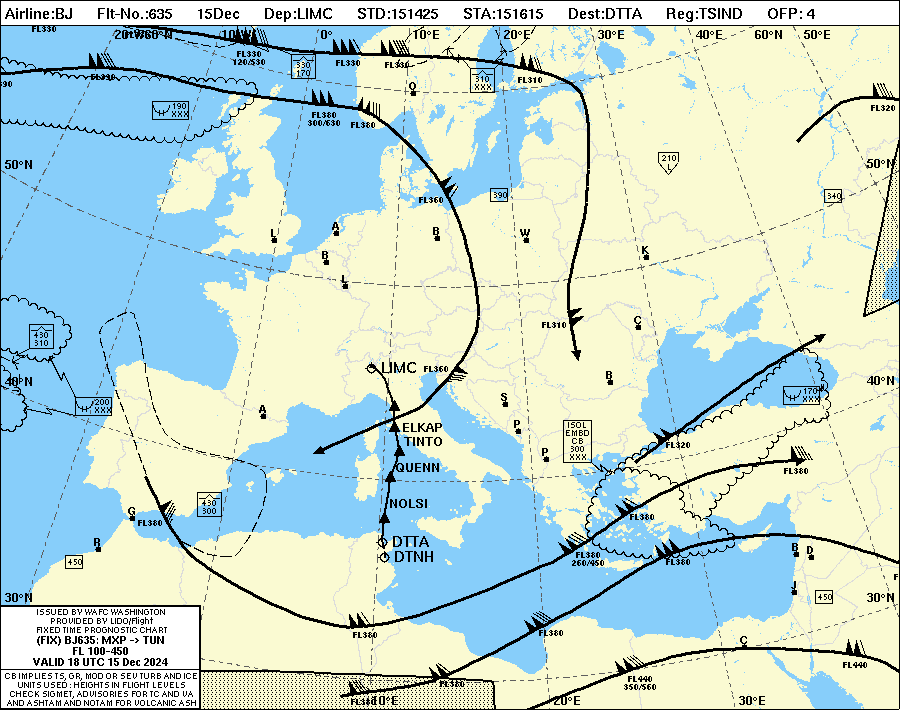 Airline:BJ Flt-No.:635 15Dec Dep:LIMC STD:151425 STA:151615 Dest:DTTA Reg:TSIND OFP: 4
FL330
10°W
0°
10°E
20°E
30°E
40°E
60°N
50°E
FL330
120/530
FL330
FL330
FL310
330
170
310
XXX
FL390
390
FL320
190
XXX
FL380
300/630
FL380
O
50°N
50°N
210
L
FL360
390
340
L
A
B
B
W
K
L
FL310
C
430
310
LIMC
FL360
B
40°N
40°N
200
XXX
170
XXX
A
S
P
P
ELKAP
TINTO
ISOL
EMBD
CB
300
XXX
FL320
QUENN
FL380
430
300
NOLSI
G
FL380
FL380
R
DTTA
DTNH
FL380
260/450
FL380
B
D
450
J
450
30°N
30°N
FL380
FL380
C
FL440
FL440
350/560
FL380
FL380
10°E
20°E
30°E
ISSUED BY WAFC WASHINGTON
PROVIDED BY LIDO/Flight
FIXED TIME PROGNOSTIC CHART
(FIX) BJ635: MXP -> TUN
FL 100-450
VALID 18 UTC 15 Dec 2024
CB IMPLIES TS, GR, MOD OR SEV TURB AND ICE
UNITS USED : HEIGHTS IN FLIGHT LEVELS
CHECK SIGMET, ADVISORIES FOR TC AND VA
AND ASHTAM AND NOTAM FOR VOLCANIC ASH